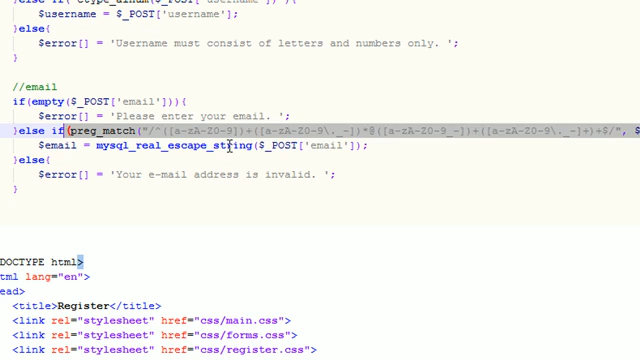 }else if( ctype_alnum($_POST['username'] )
$username = $_POST['username'];
}else{
$error[] = 'Username must consist of letters and numbers only. ';
}
//email
if(empty($_POST['email'])){
$error[] = 'Please enter your email. ';
}else if(preg_match("/^([a-zA-Z0-9])+([a-zA-Z0-9\._-])*@([a-zA-Z0-9_-])+([a-zA-Z0-9\._-]+)+$/", $
$email = mysql_real_escape_string($_POST['email']);
}else{
$error[] = 'Your e-mail address is invalid. ';
}
DOCTYPE html>
tml lang="en">
ead>
<title>Register</title>
<link rel="stylesheet" href="css/main.css">
<link rel="stylesheet" href="css/forms.css">
<link rel="stylesheet" href="css/register.css">